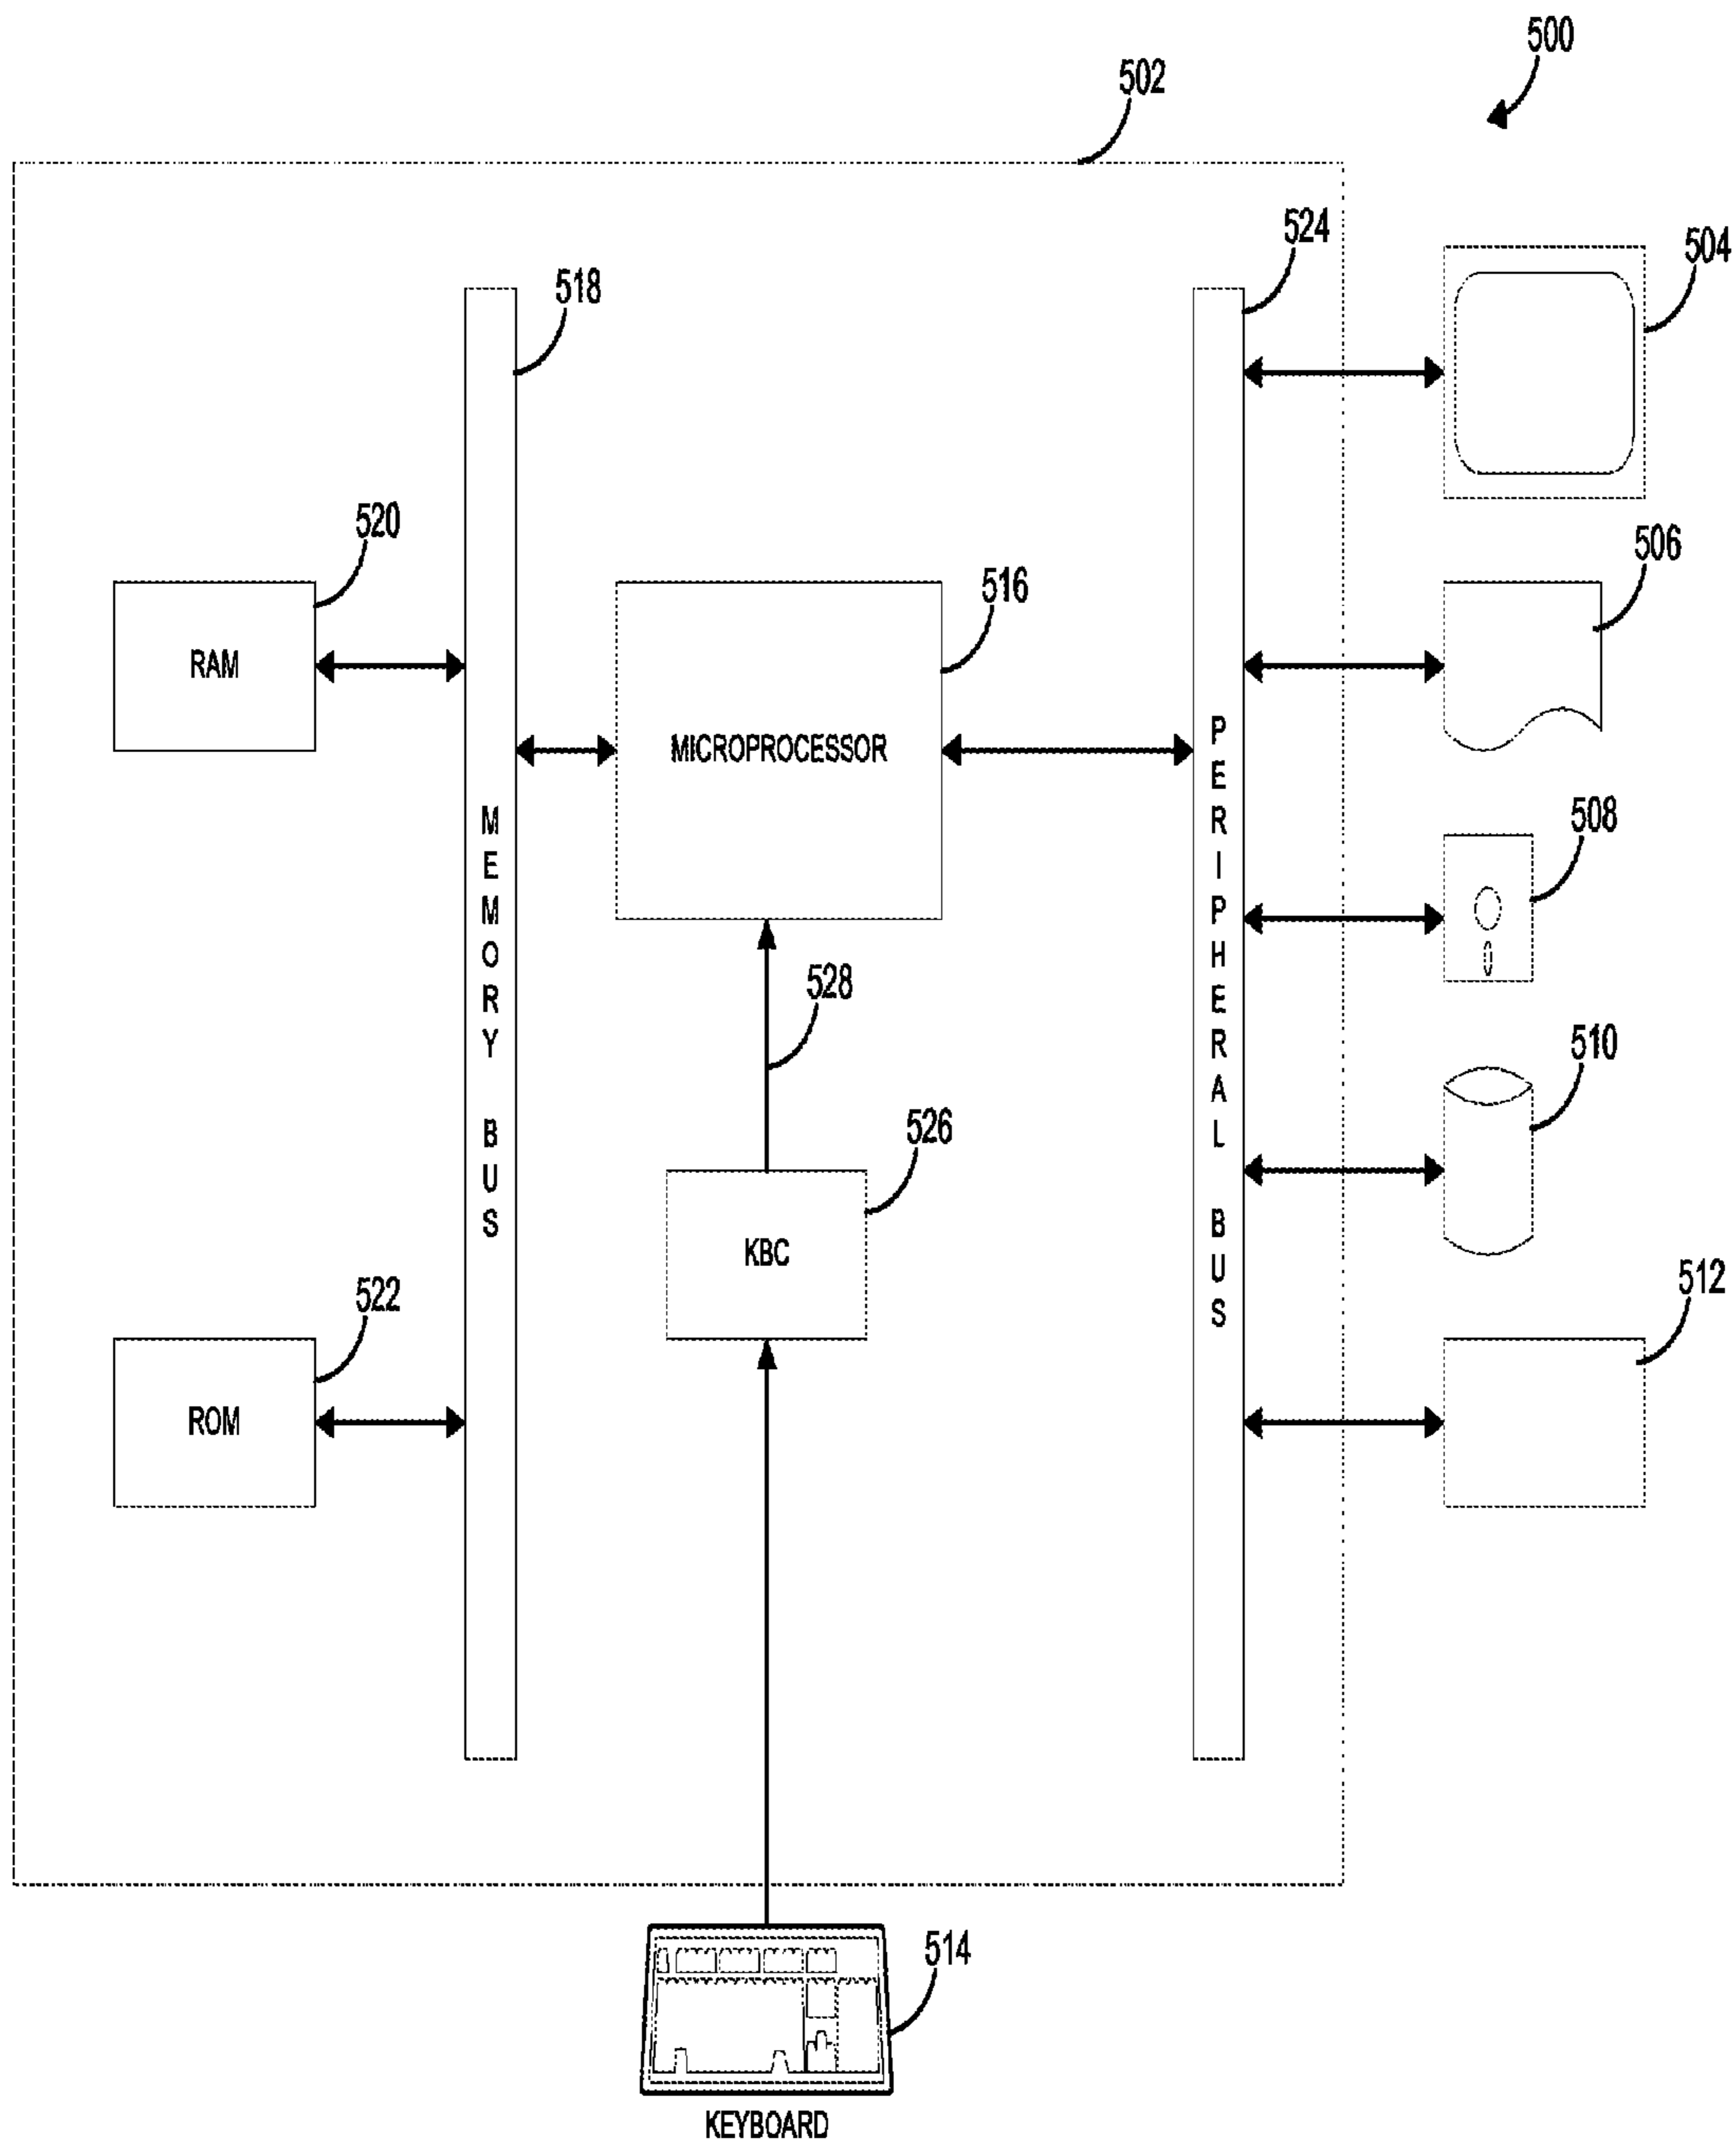 500
502
524
504
518
520
506
516
RAM
MICROPROCESSOR
PERIPHERAL BUS
MEMORY BUS
508
528
510
526
KBC
512
522
ROM
514
KEYBOARD